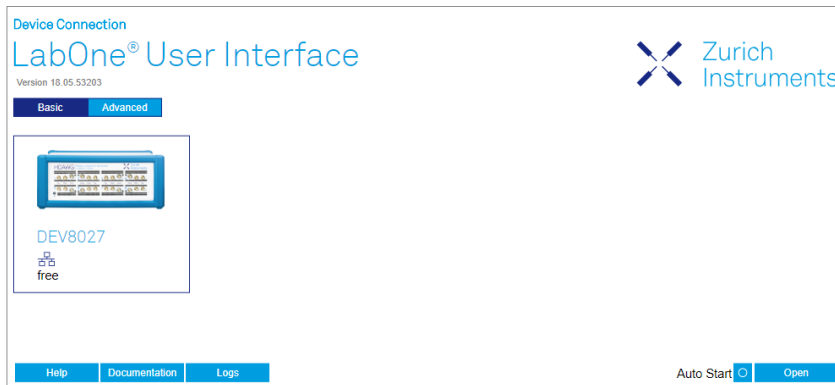 Device Connection
LabOne® User Interface
Version 18.05.53203
Zurich
Instruments
Basic Advanced
HDAWG
DEV8027
free
Help Documentation Logs
Auto Start Open